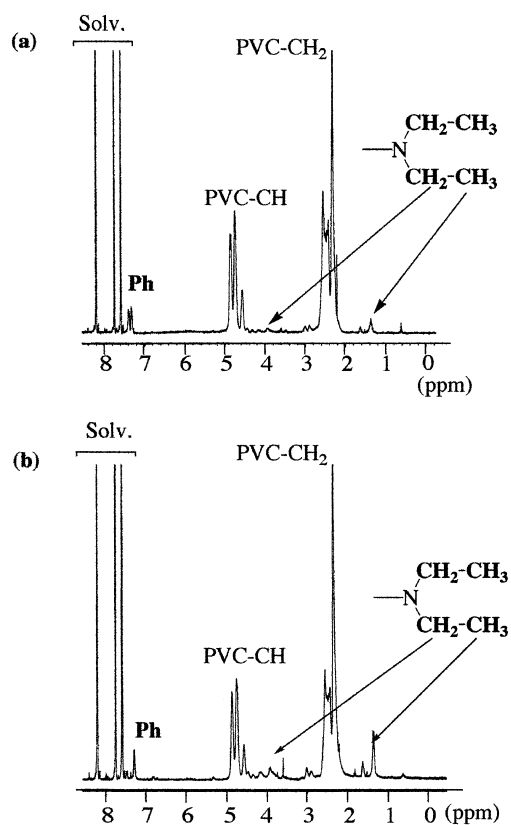 Solv.
(a)
PVC-CH2
CH2-CH3
N
CH2-CH3
PVC-CH
Ph
8 7 6 5 4 3 2 1 0
(ppm)
Solv.
(b)
PVC-CH2
CH2-CH3
N
CH2-CH3
PVC-CH
Ph
8 7 6 5 4 3 2 1 0 (ppm)